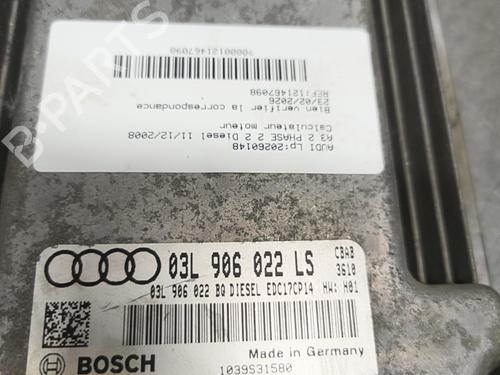 AUDI Lp:20260148
A3 2 PHASE 2 2 Diesel 11/12/2008
Calculateur moteur
Bien verifier la correspondance
23/02/2026
REF:121467098
70000121467098
B PARTS
03L 906 022 LS
CBAB
3610
03L 906 022 BQ DIESEL EDC17CP14 HW: H01
BOSCH
Made in Germany
1039S31580